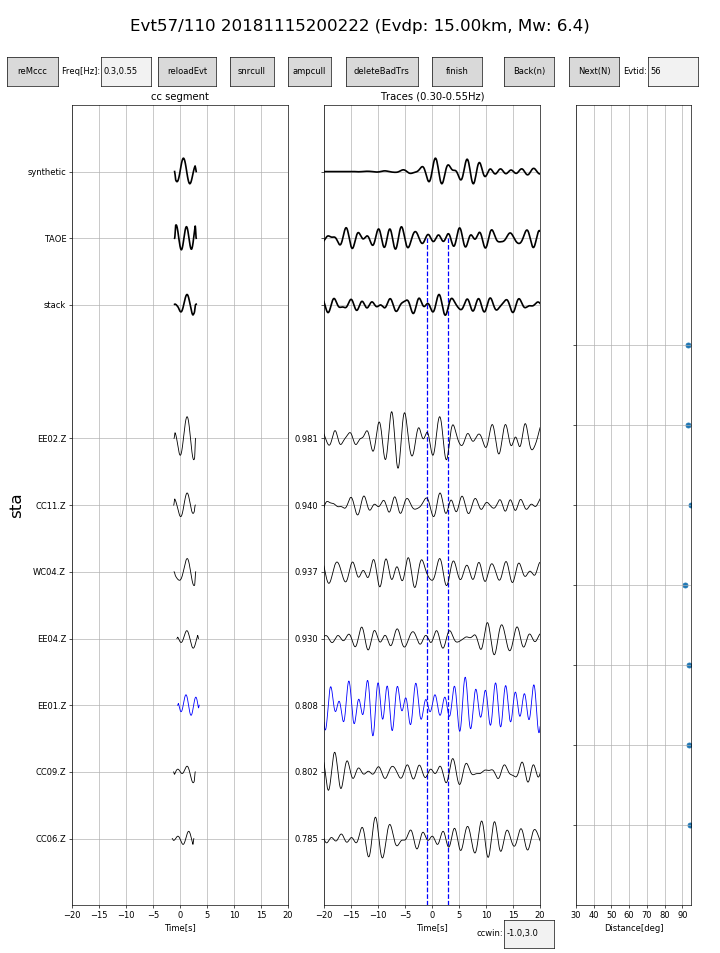 Evt57/110 20181115200222 (Evdp: 15.00km, Mw: 6.4)
reMccc Freq[Hz]: 0.3,0.55 reloadEvt snrcull ampcull deleteBadTrs finish Back(n) Next(N) Evtid: 56
cc segment Traces (0.30-0.55Hz)
synthetic
TAOE
stack
EE02.Z 0.981
CC11.Z 0.940
WC04.Z 0.937
EE04.Z 0.930
EE01.Z 0.808
CC09.Z 0.802
CC06.Z 0.785
sta
−20 −15 −10 −5 0 5 10 15 20 −20 −15 −10 −5 0 5 10 15 20 30 40 50 60 70 80 90
Time[s] Time[s] Distance[deg]
ccwin: -1.0,3.0